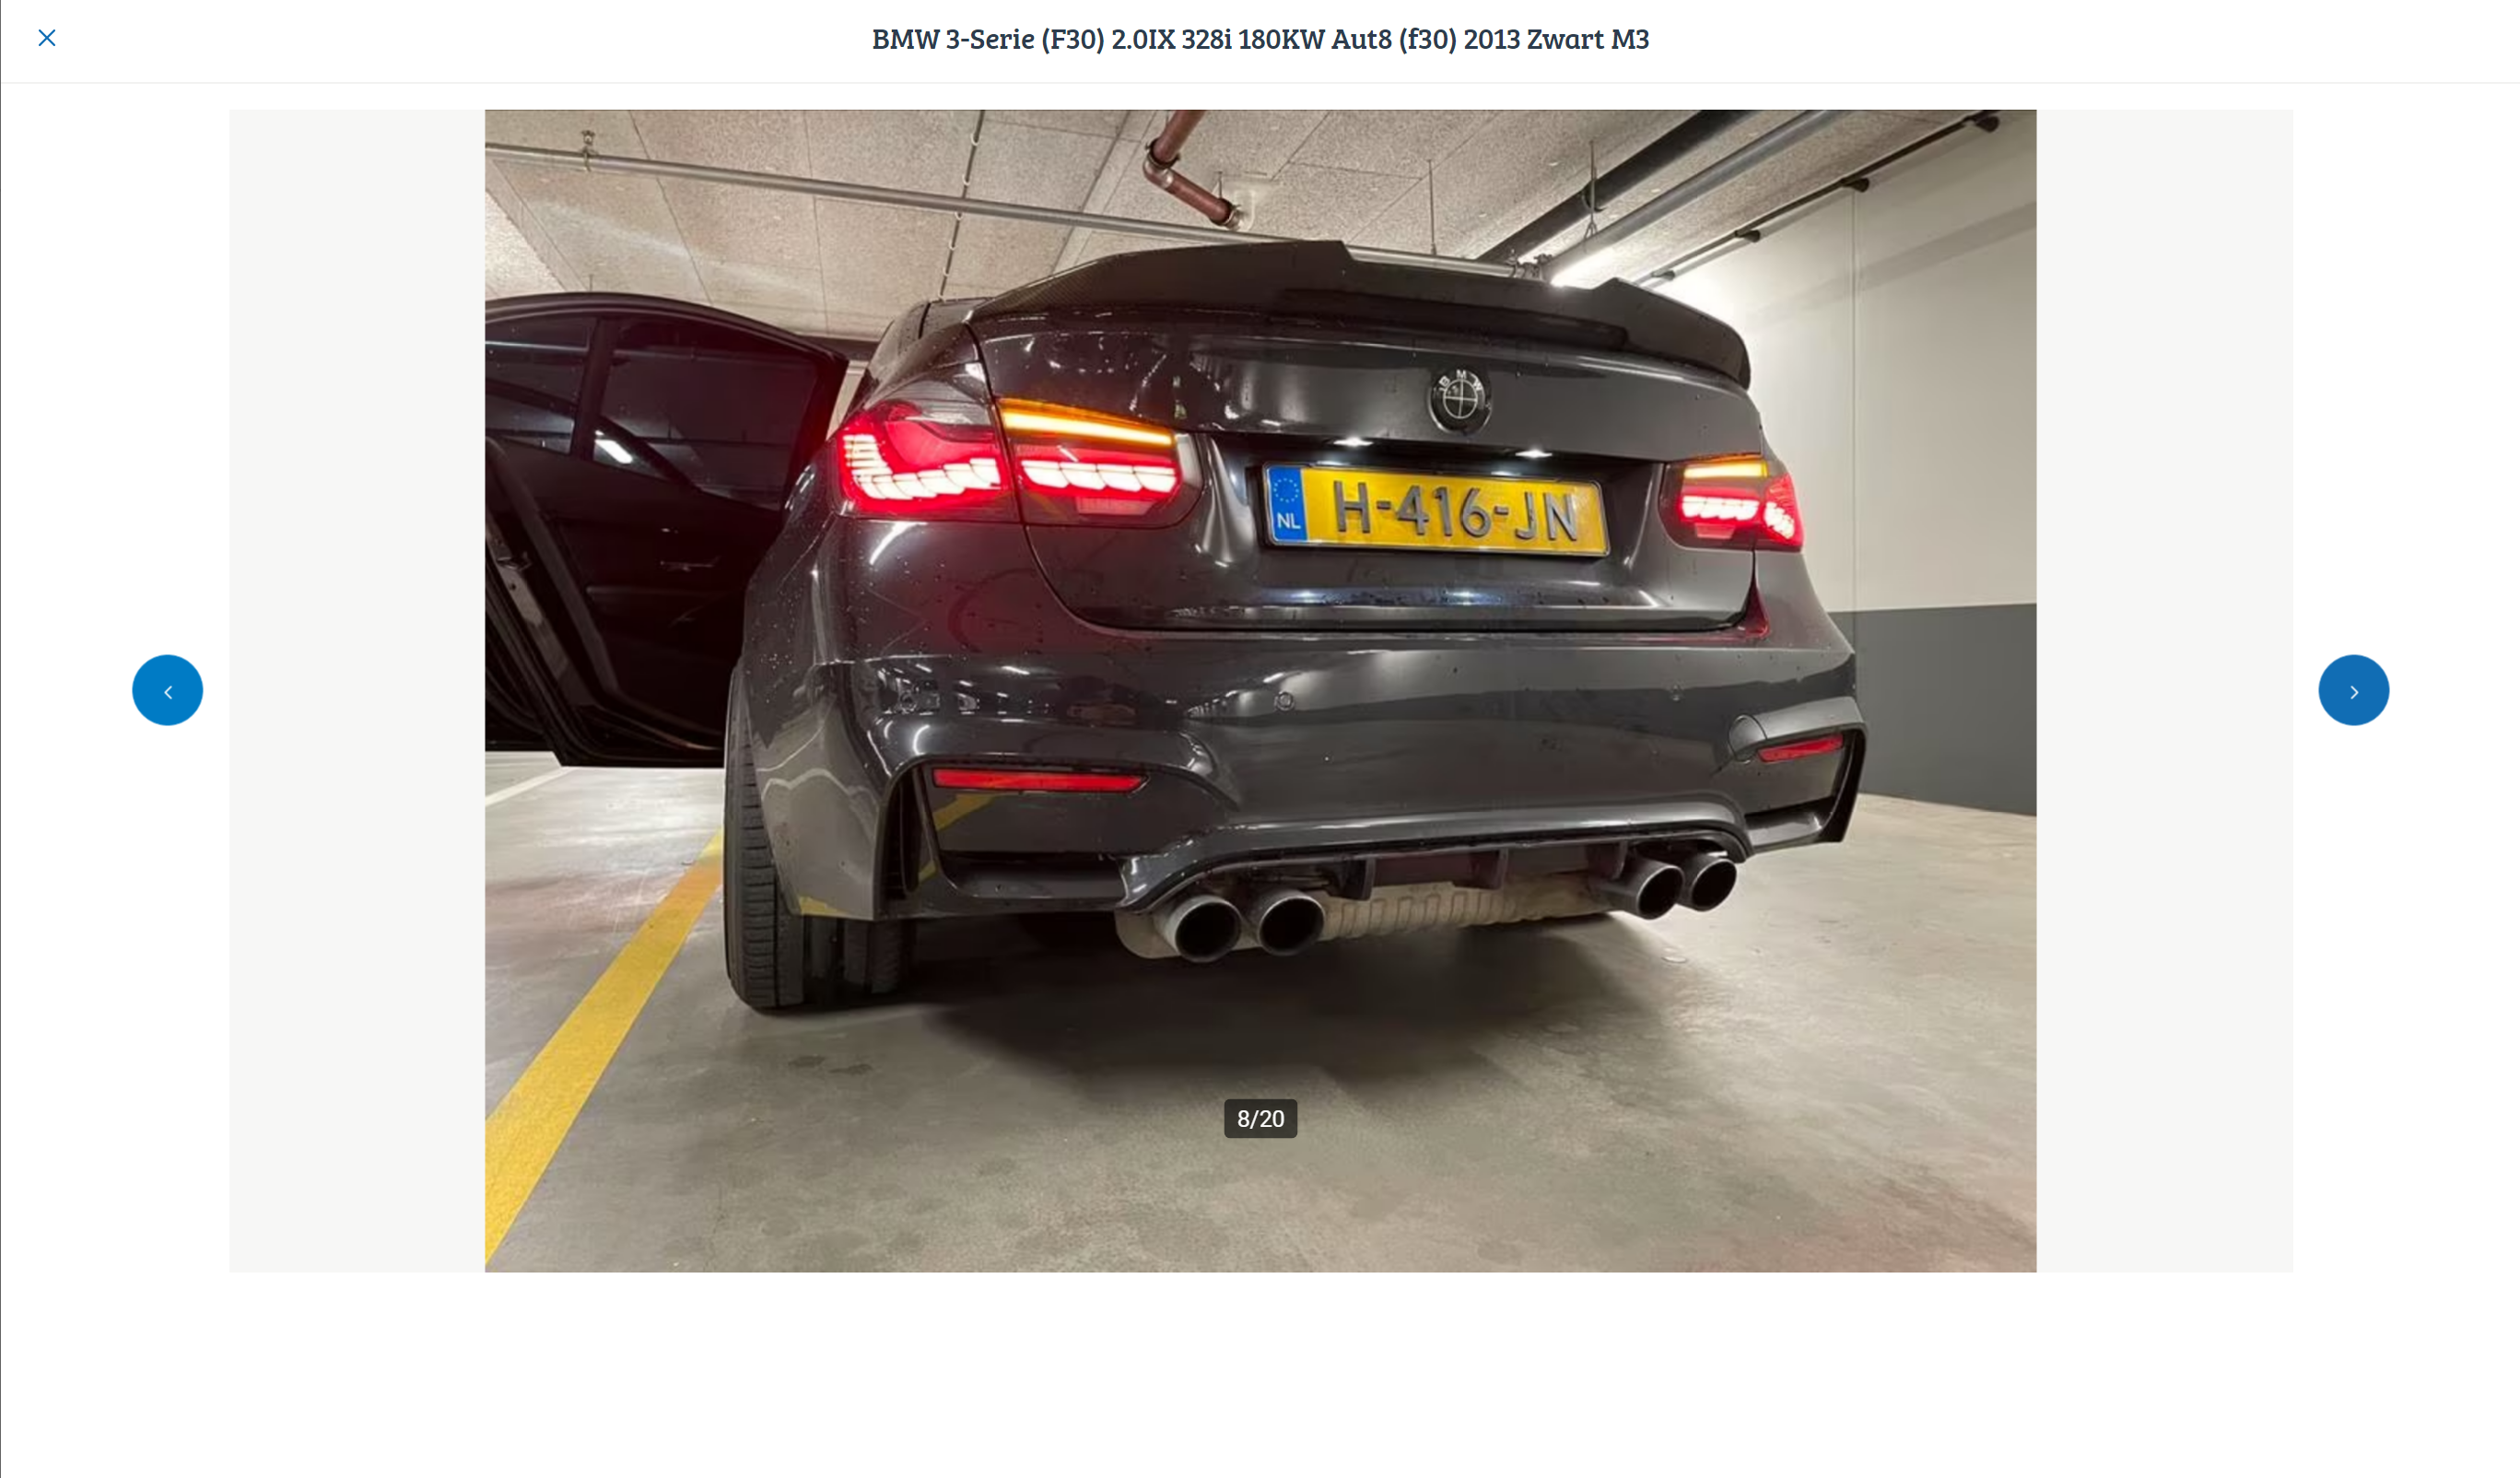 BMW 3-Serie (F30) 2.0IX 328i 180KW Aut8 (f30) 2013 Zwart M3
BMW
NL H-416-JN
8/20